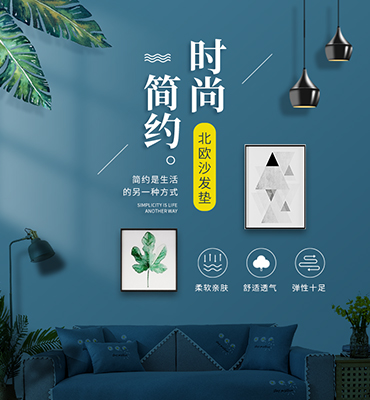 时尚
简约。
北欧沙发垫
简约是生活
的另一种方式
SIMPLICITY IS LIFE
ANOTHER WAY
柔软亲肤
舒适透气
弹性十足